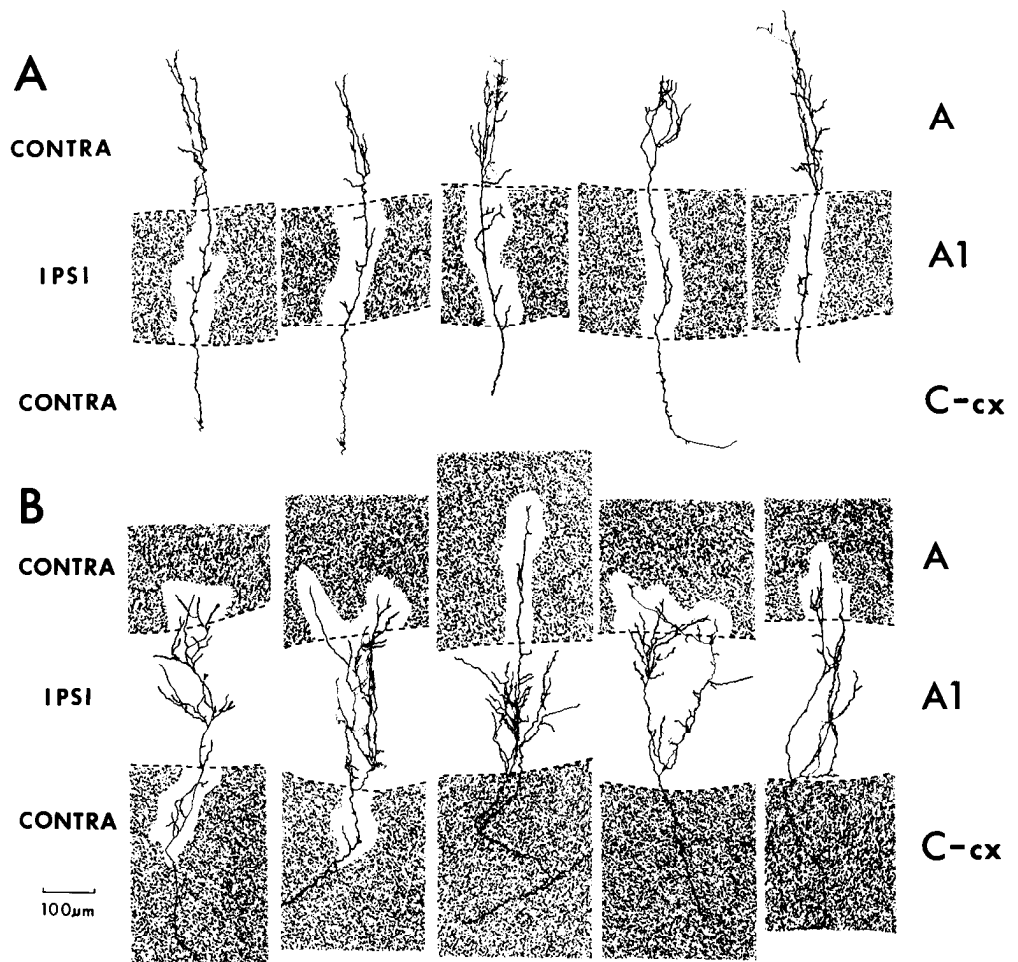 A
CONTRA
A
IPSI
A1
CONTRA
C-cx
B
CONTRA
A
IPSI
A1
CONTRA
C-cx
100µm